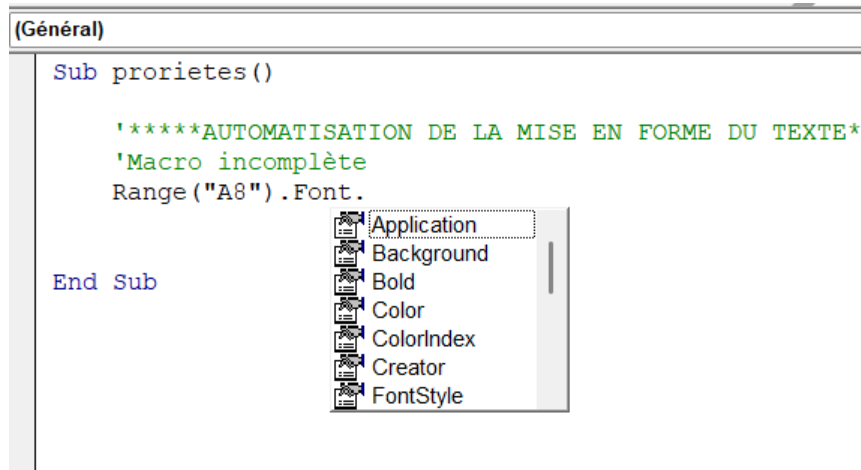 (Général)
Sub prorietes()
'*****AUTOMATISATION DE LA MISE EN FORME DU TEXTE*
'Macro incomplète
Range("A8").Font.
Application
Background
Bold
Color
ColorIndex
Creator
FontStyle
End Sub